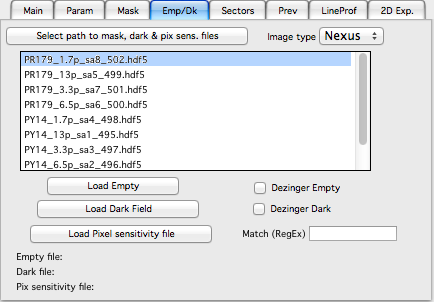 Main Param Mask Emp/Dk Sectors Prev LineProf 2D Exp.
Select path to mask, dark & pix sens. files Image type Nexus
PR179_1.7p_sa8_502.hdf5
PR179_13p_sa5_499.hdf5
PR179_3.3p_sa7_501.hdf5
PR179_6.5p_sa6_500.hdf5
PY14_1.7p_sa4_498.hdf5
PY14_13p_sa1_495.hdf5
PY14_3.3p_sa3_497.hdf5
PY14_6.5p_sa2_496.hdf5
Load Empty Dezinger Empty
Load Dark Field Dezinger Dark
Load Pixel sensitivity file Match (RegEx)
Empty file:
Dark file:
Pix sensitivity file: